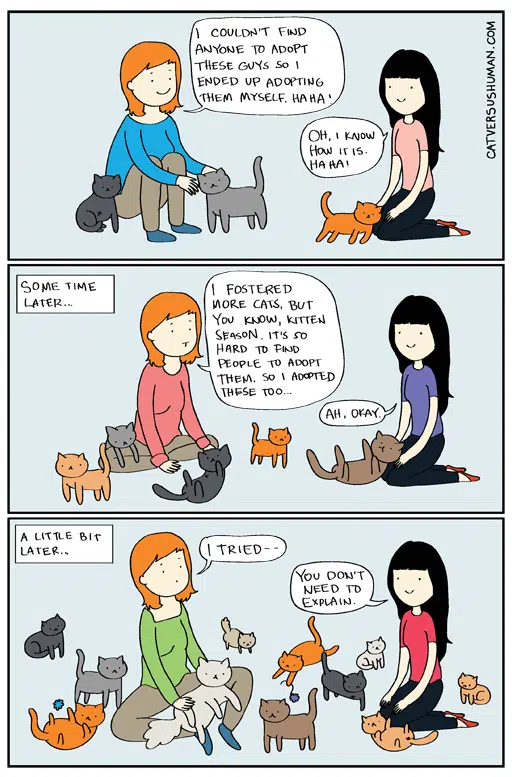 I COULDN'T FIND
ANYONE TO ADOPT
THESE GUYS SO I
ENDED UP ADOPTING
THEM MYSELF. HAHA!
OH, I KNOW
HOW IT IS.
HAHA!
CATVERSUSHUMAN.COM
SOME TIME
LATER...
I FOSTERED
MORE CATS, BUT
YOU KNOW, KITTEN
SEASON. IT'S SO
HARD TO FIND
PEOPLE TO ADOPT
THEM. SO I ADOPTED
THESE TOO...
AH, OKAY.
A LITTLE BIT
LATER...
I TRIED--
YOU DON'T
NEED TO
EXPLAIN.